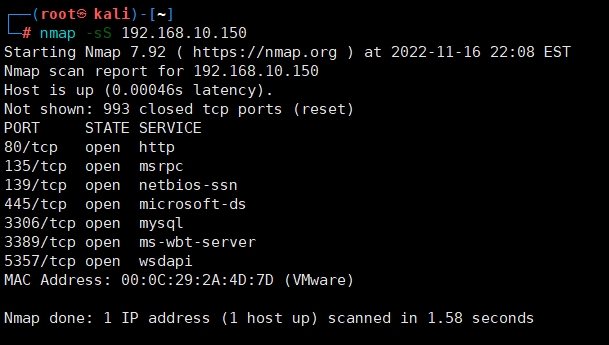 ┌──(root㉿kali)-[~]
└─# nmap -sS 192.168.10.150
Starting Nmap 7.92 ( https://nmap.org ) at 2022-11-16 22:08 EST
Nmap scan report for 192.168.10.150
Host is up (0.00046s latency).
Not shown: 993 closed tcp ports (reset)
PORT     STATE SERVICE
80/tcp   open  http
135/tcp  open  msrpc
139/tcp  open  netbios-ssn
445/tcp  open  microsoft-ds
3306/tcp open  mysql
3389/tcp open  ms-wbt-server
5357/tcp open  wsdapi
MAC Address: 00:0C:29:2A:4D:7D (VMware)
Nmap done: 1 IP address (1 host up) scanned in 1.58 seconds